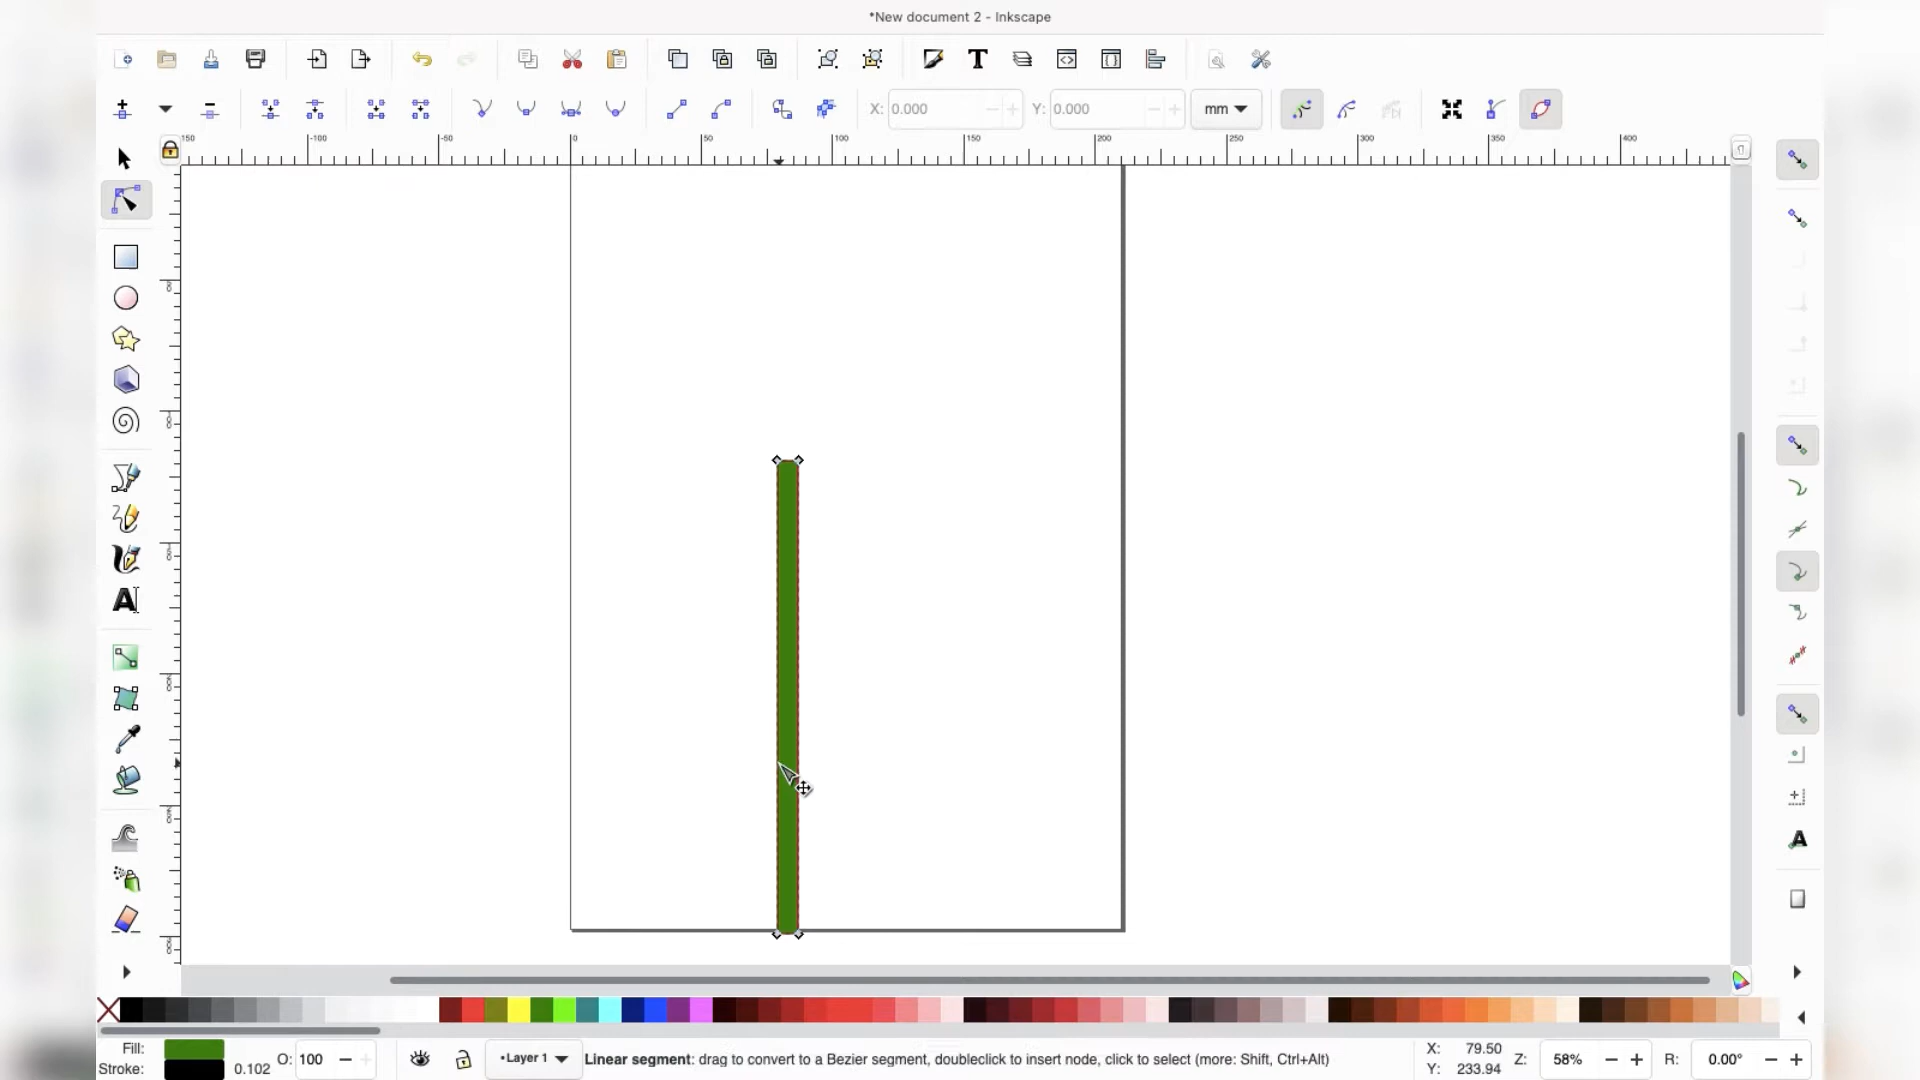 *New document 2 - Inkscape
X: 0.000 Y: 0.000 mm
150 -100 -50 0 50 100 150 200 250 300 350 400
Fill:
Stroke: 0.102 O: 100 •Layer 1 Linear segment: drag to convert to a Bezier segment, doubleclick to insert node, click to select (more: Shift, Ctrl+Alt) X: 79.50 Z: 58% R: 0.00°
Y: 233.94